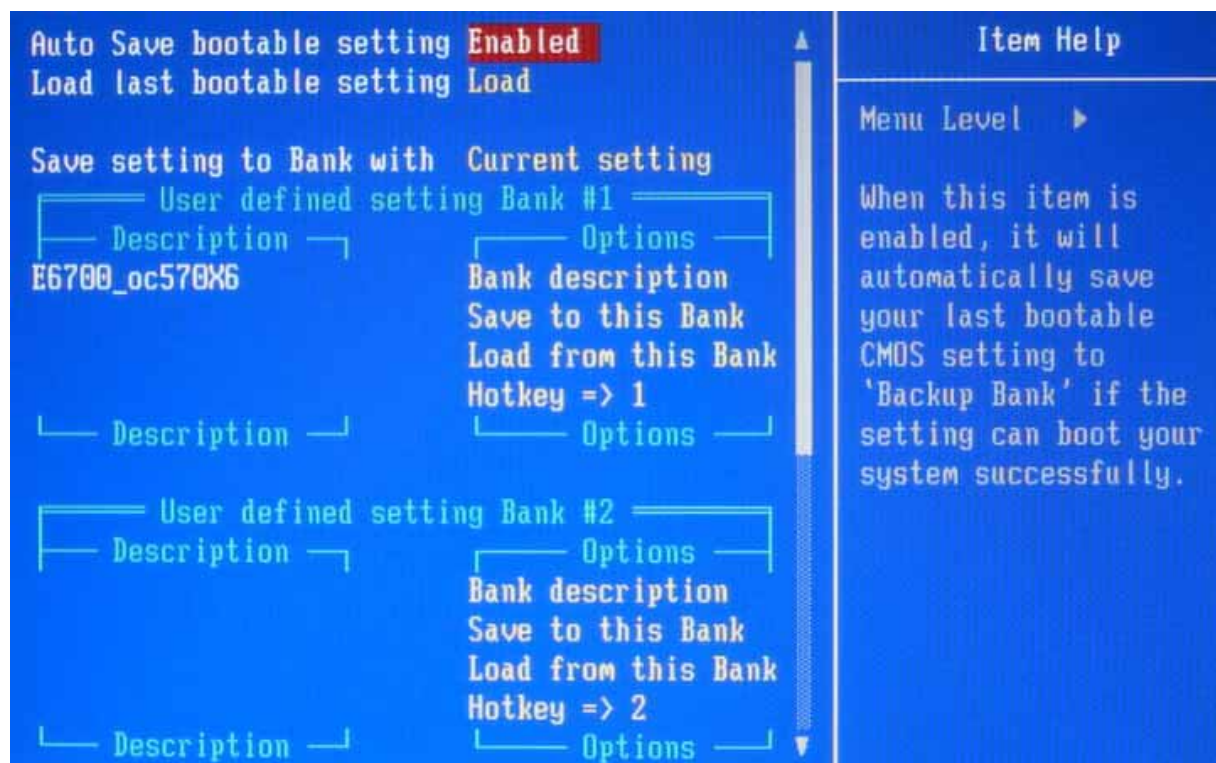 Auto Save bootable setting Enabled
Load last bootable setting Load
Save setting to Bank with Current setting
User defined setting Bank #1
Description Options
E6700_oc570X6 Bank description
Save to this Bank
Load from this Bank
Hotkey => 1
Description Options
User defined setting Bank #2
Description Options
Bank description
Save to this Bank
Load from this Bank
Hotkey => 2
Description Options
Item Help
Menu Level
When this item is
enabled, it will
automatically save
your last bootable
CMOS setting to
`Backup Bank' if the
setting can boot your
system successfully.